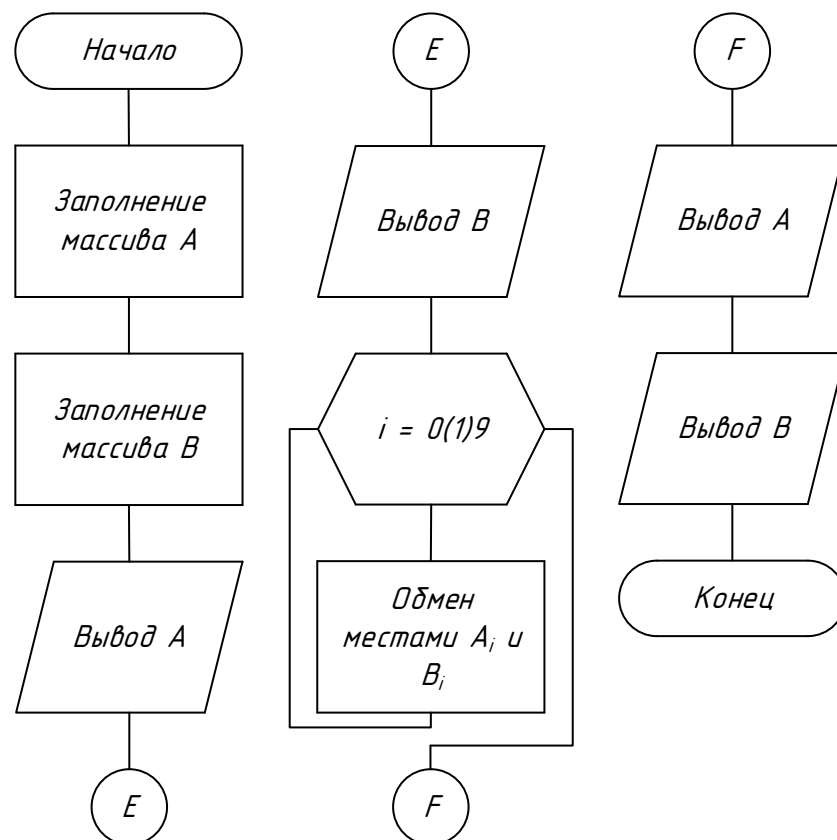 Начало
Заполнение
массива A
Заполнение
массива B
Вывод A
E
E
Вывод B
i = 0(1)9
Обмен
местами Ai и
Bi
F
F
Вывод A
Вывод B
Конец